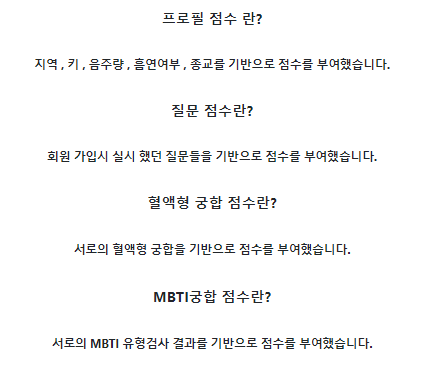 프로필 점수 란?
지역 , 키 , 음주량 , 흡연여부 , 종교를 기반으로 점수를 부여했습니다.
질문 점수란?
회원 가입시 실시 했던 질문들을 기반으로 점수를 부여했습니다.
혈액형 궁합 점수란?
서로의 혈액형 궁합을 기반으로 점수를 부여했습니다.
MBTI궁합 점수란?
서로의 MBTI 유형검사 결과를 기반으로 점수를 부여했습니다.